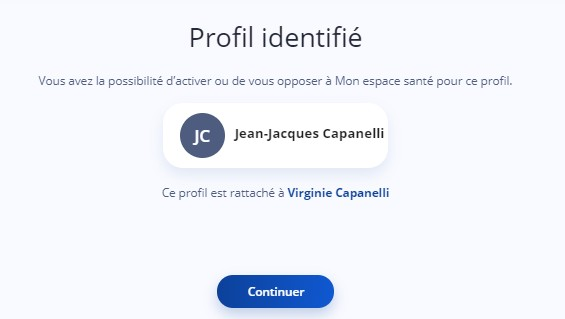 Profil identifié
Vous avez la possibilité d'activer ou de vous opposer à Mon espace santé pour ce profil.
JC Jean-Jacques Capanelli
Ce profil est rattaché à Virginie Capanelli
Continuer